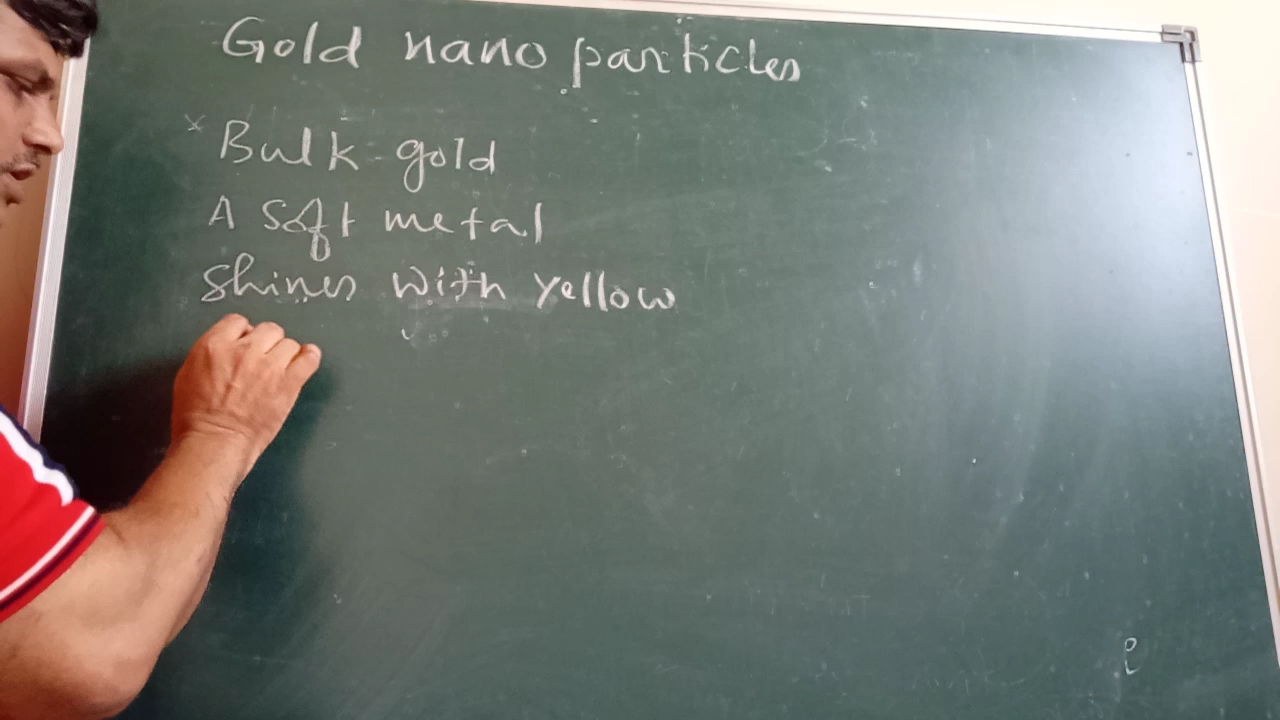 Gold nano particles
* Bulk gold
A soft metal
shines with yellow
e